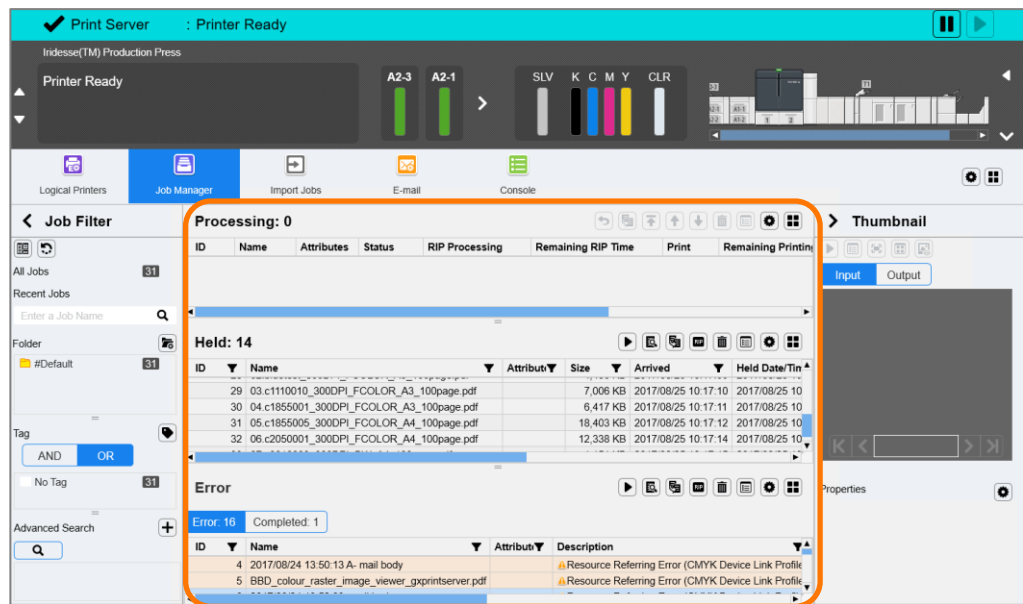 Print Server : Printer Ready
Iridesse(TM) Production Press
Printer Ready
A2-3 A2-1
SLV K C M Y CLR
Logical Printers
Job Manager
Import Jobs
E-mail
Console
Job Filter
All Jobs 31
Recent Jobs
Enter a Job Name
Folder
#Default 31
Tag
AND OR
No Tag 31
Advanced Search
Processing: 0
ID Name Attributes Status RIP Processing Remaining RIP Time Print Remaining Printing
Held: 14
ID Name Attribut Size Arrived Held Date/Tim
29 03.c1110010_300DPI_FCOLOR_A3_100page.pdf 7,006 KB 2017/08/25 10:17:10 2017/08/25 10
30 04.c1855001_300DPI_FCOLOR_A3_100page.pdf 6,417 KB 2017/08/25 10:17:11 2017/08/25 10
31 05.c1855005_300DPI_FCOLOR_A4_100page.pdf 18,403 KB 2017/08/25 10:17:12 2017/08/25 10
32 06.c2050001_300DPI_FCOLOR_A4_100page.pdf 12,338 KB 2017/08/25 10:17:14 2017/08/25 10
Error
Error: 16 Completed: 1
ID Name Attribut Description
4 2017/08/24 13:50:13 A- mail body Resource Referring Error (CMYK Device Link Profile
5 BBD_colour_raster_image_viewer_gxprintserver.pdf Resource Referring Error (CMYK Device Link Profile
Thumbnail
Input Output
Properties